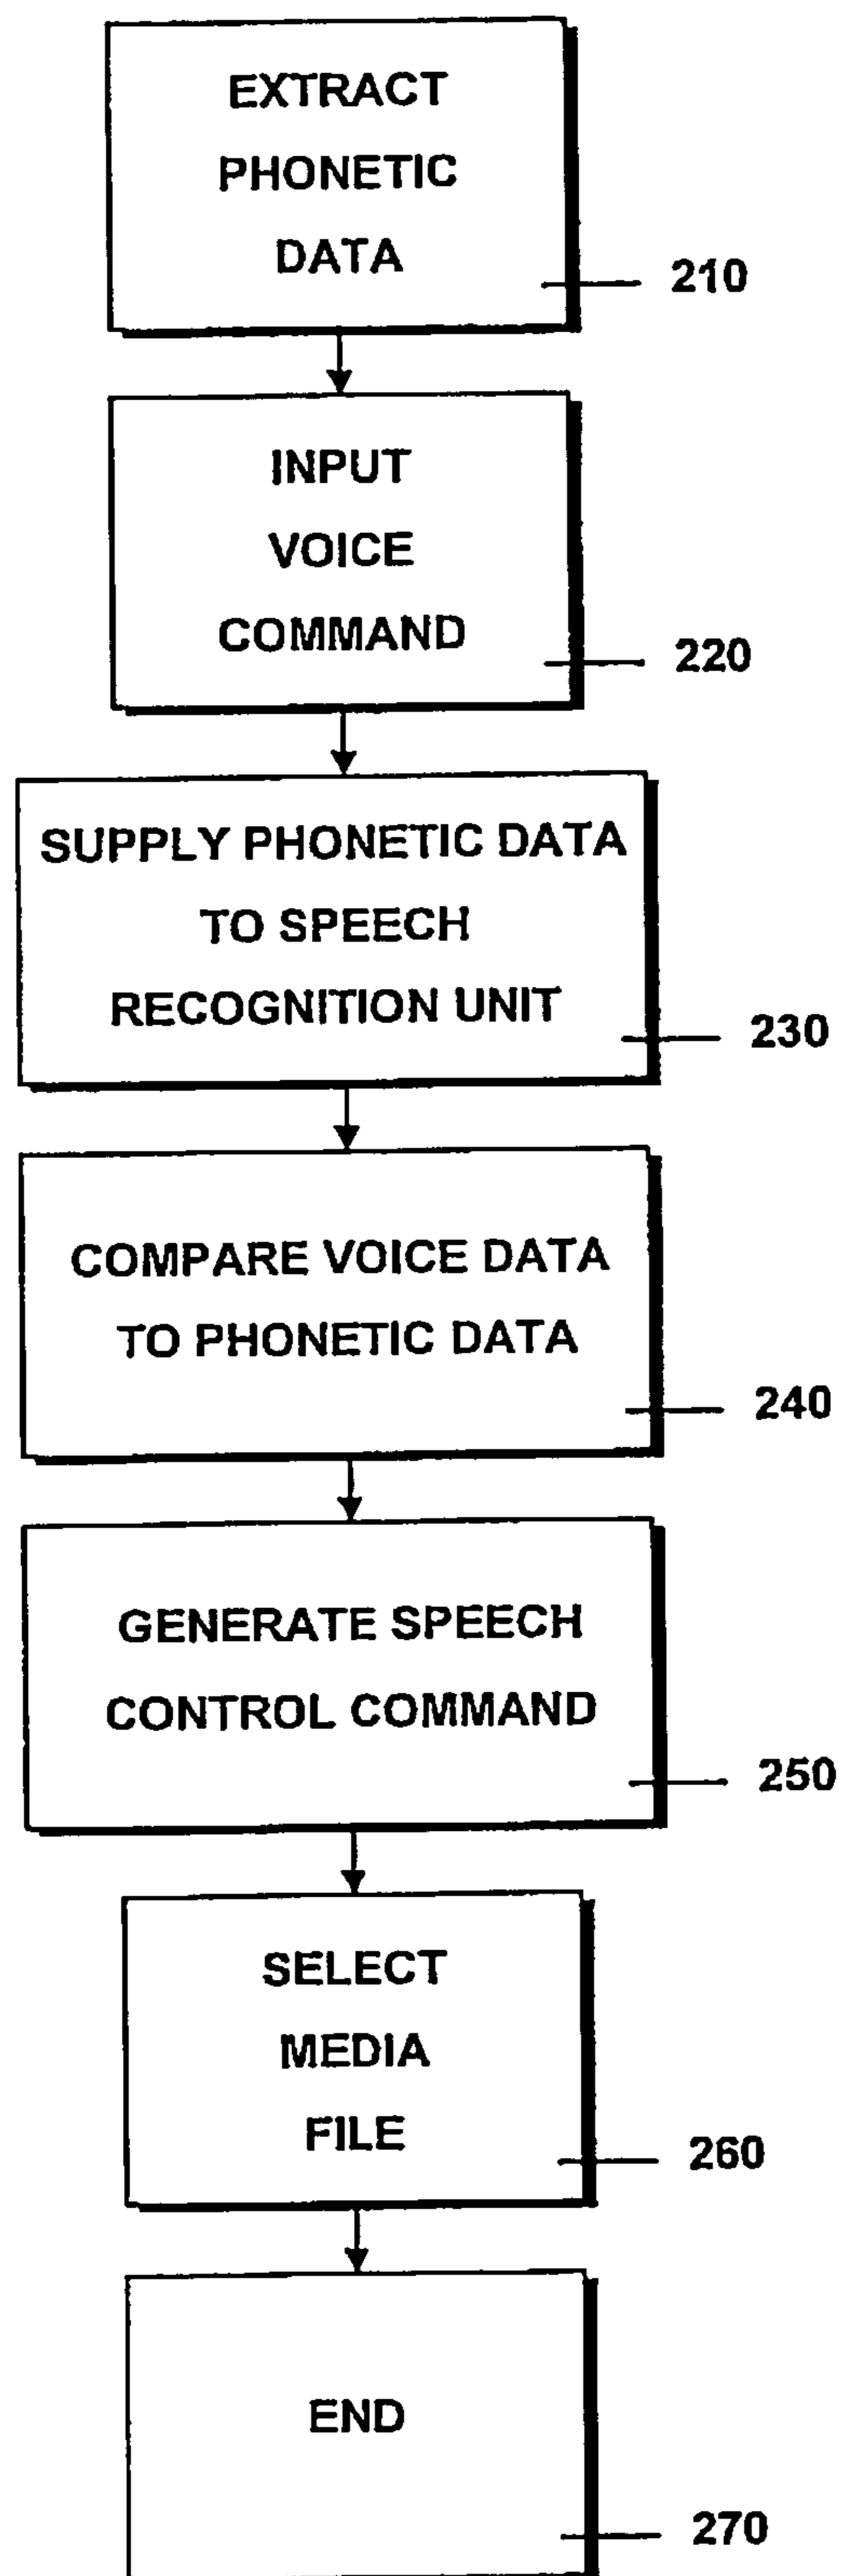 EXTRACT
PHONETIC
DATA
210
INPUT
VOICE
COMMAND
220
SUPPLY PHONETIC DATA
TO SPEECH
RECOGNITION UNIT
230
COMPARE VOICE DATA
TO PHONETIC DATA
240
GENERATE SPEECH
CONTROL COMMAND
250
SELECT
MEDIA
FILE
260
END
270